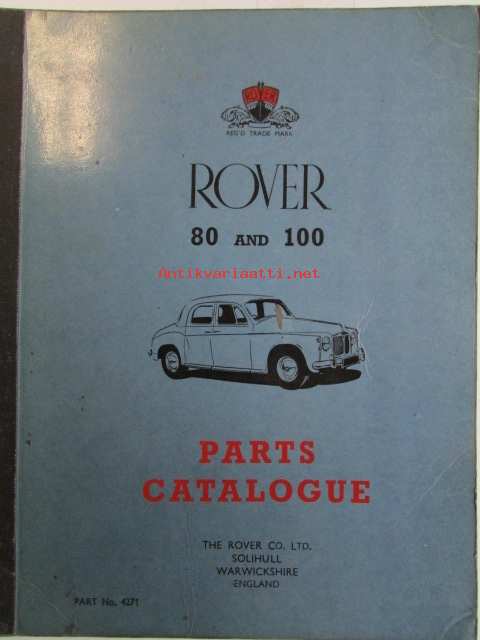 ROVER
REG'D TRADE MARK
ROVER
80 AND 100
Antikvariaatti.net
PARTS
CATALOGUE
THE ROVER CO. LTD.
SOLIHULL
WARWICKSHIRE
ENGLAND
PART No. 4271